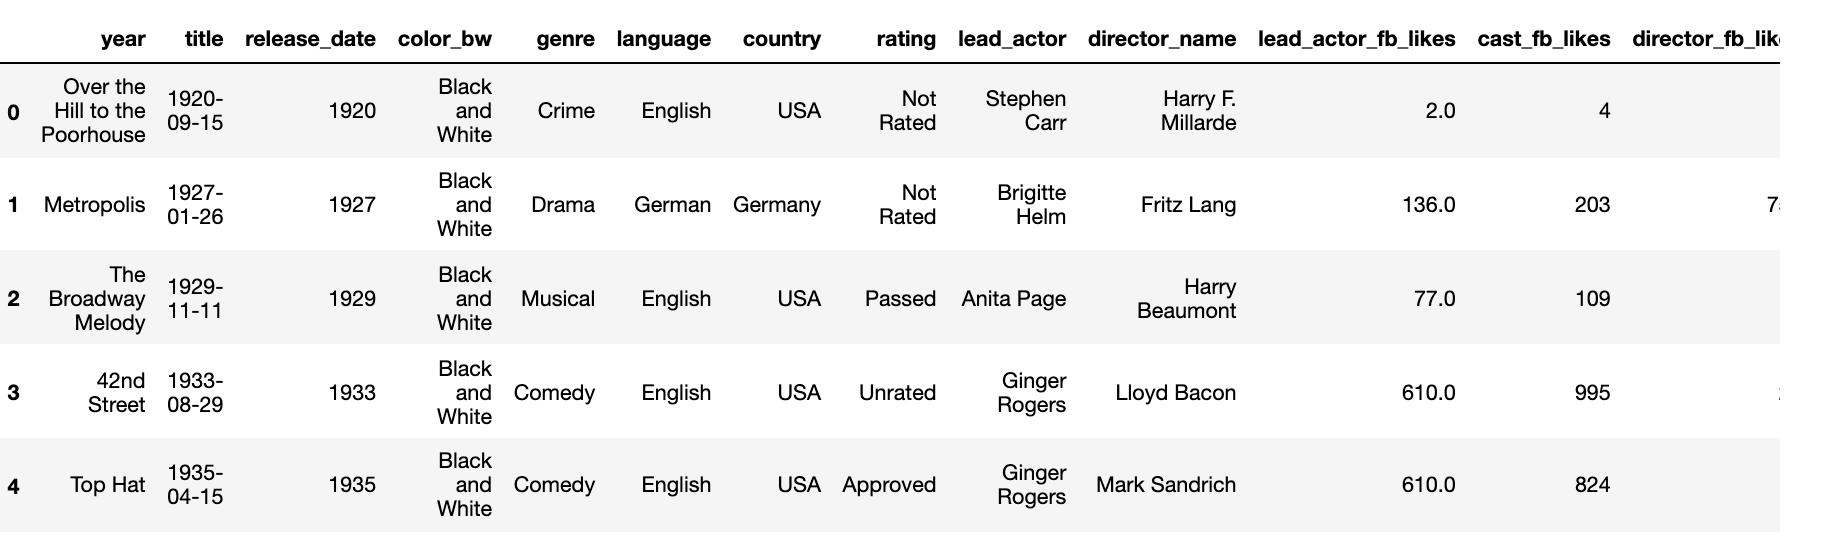 year title release_date color_bw genre language country rating lead_actor director_name lead_actor_fb_likes cast_fb_likes
0 Over the Hill to the Poorhouse 1920-09-15 1920 Black and White Crime English USA Not Rated Stephen Carr Harry F. Millarde 2.0 4
1 Metropolis 1927-01-26 1927 Black and White Drama German Germany Not Rated Brigitte Helm Fritz Lang 136.0 203
2 The Broadway Melody 1929-11-11 1929 Black and White Musical English USA Passed Anita Page Harry Beaumont 77.0 109
3 42nd Street 1933-08-29 1933 Black and White Comedy English USA Unrated Ginger Rogers Lloyd Bacon 610.0 995
4 Top Hat 1935-04-15 1935 Black and White Comedy English USA Approved Ginger Rogers Mark Sandrich 610.0 824